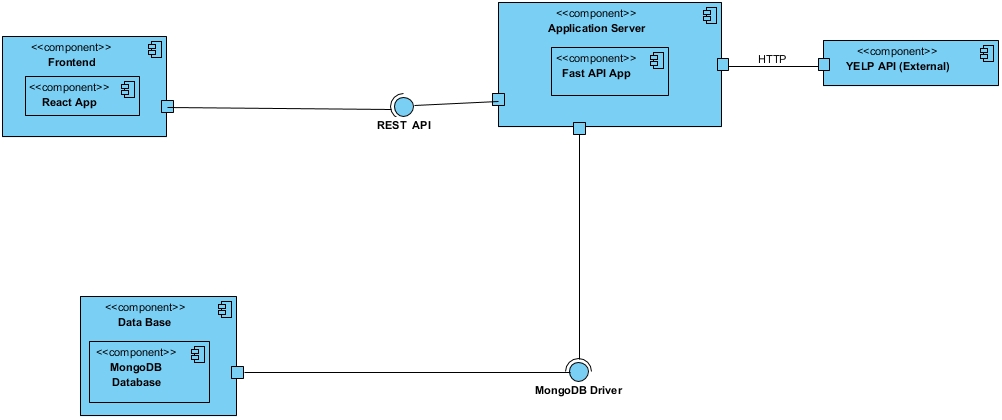 <<component>>
Frontend
<<component>>
React App
REST API
<<component>>
Application Server
<<component>>
Fast API App
HTTP
<<component>>
YELP API (External)
<<component>>
Data Base
<<component>>
MongoDB
Database
MongoDB Driver